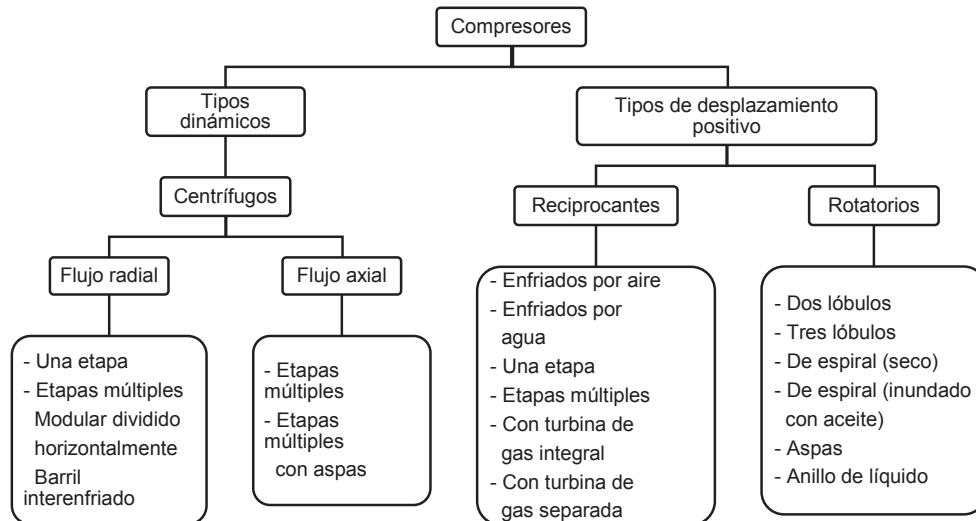 Compresores
Tipos
dinámicos
Tipos de desplazamiento
positivo
Centrífugos
Reciprocantes
Rotatorios
Flujo radial
Flujo axial
- Una etapa
- Etapas múltiples
Modular dividido
horizontalmente
Barril
interenfriado
- Etapas
múltiples
- Etapas
múltiples
con aspas
- Enfriados por aire
- Enfriados por
agua
- Una etapa
- Etapas múltiples
- Con turbina de
gas integral
- Con turbina de
gas separada
- Dos lóbulos
- Tres lóbulos
- De espiral (seco)
- De espiral (inundado
con aceite)
- Aspas
- Anillo de líquido